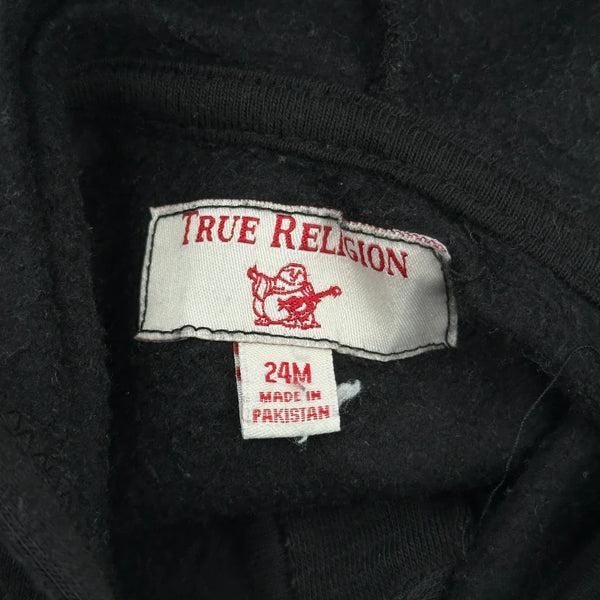 TRUE RELIGION
24M
MADE IN
PAKISTAN